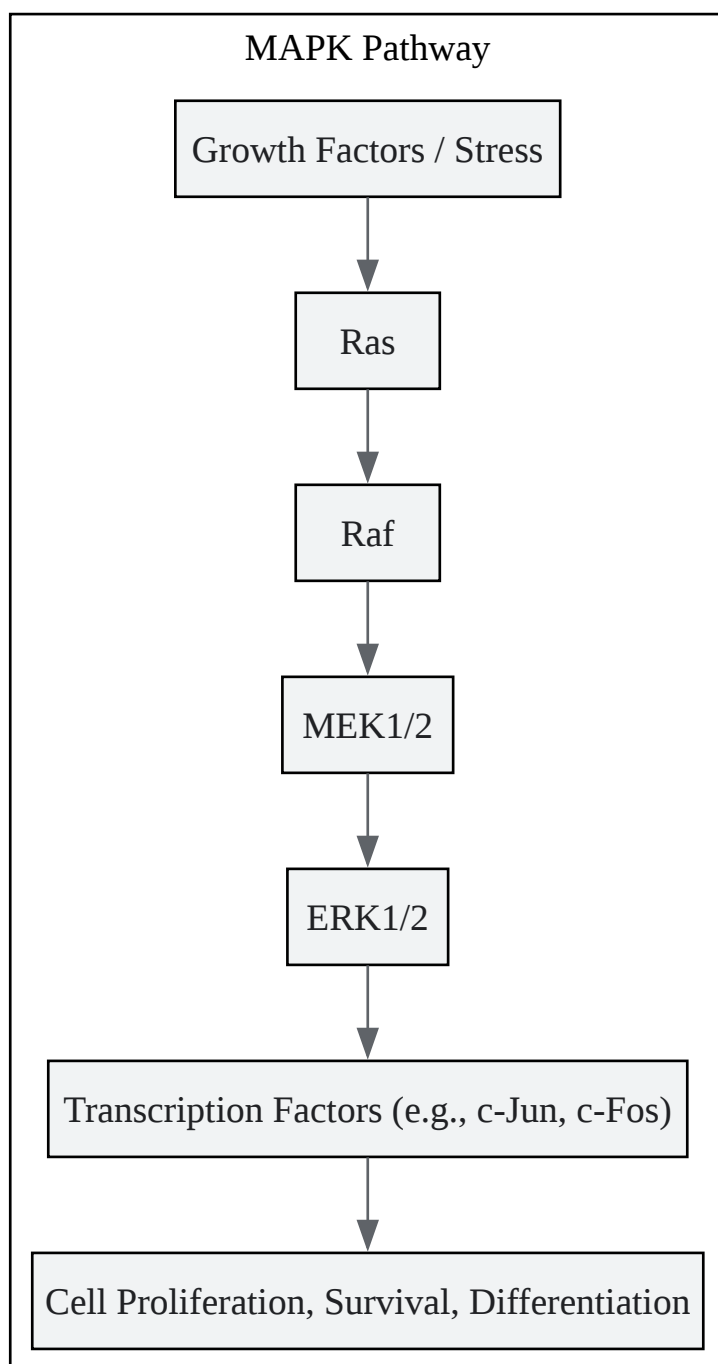 MAPK Pathway
Growth Factors / Stress
Ras
Raf
MEK1/2
ERK1/2
Transcription Factors (e.g., c-Jun, c-Fos)
Cell Proliferation, Survival, Differentiation